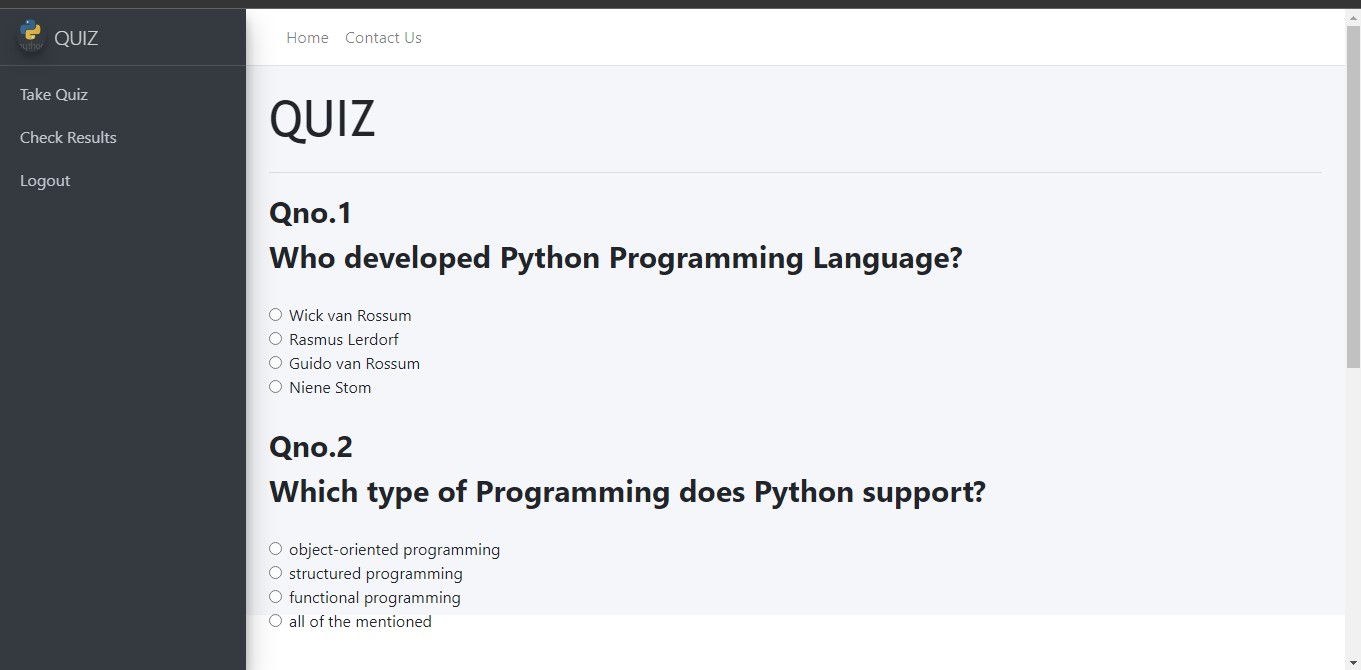 QUIZ
Home Contact Us
Take Quiz
Check Results
Logout
QUIZ
Qno.1
Who developed Python Programming Language?
Wick van Rossum
Rasmus Lerdorf
Guido van Rossum
Niene Stom
Qno.2
Which type of Programming does Python support?
object-oriented programming
structured programming
functional programming
all of the mentioned